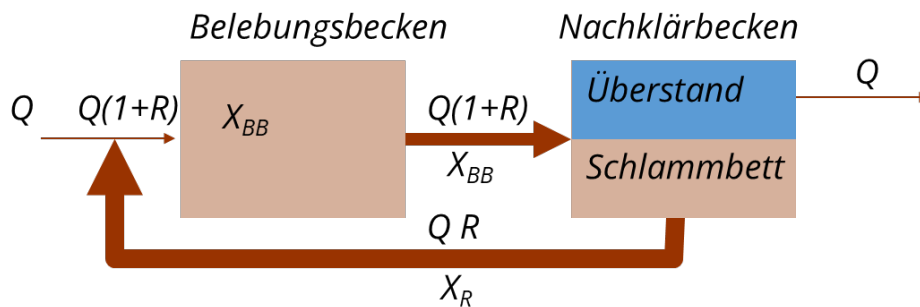 Belebungsbecken
Nachklärbecken
Q
Q(1+R)
X_BB
Q(1+R)
X_BB
Überstand
Schlammbett
Q
Q R
X_R